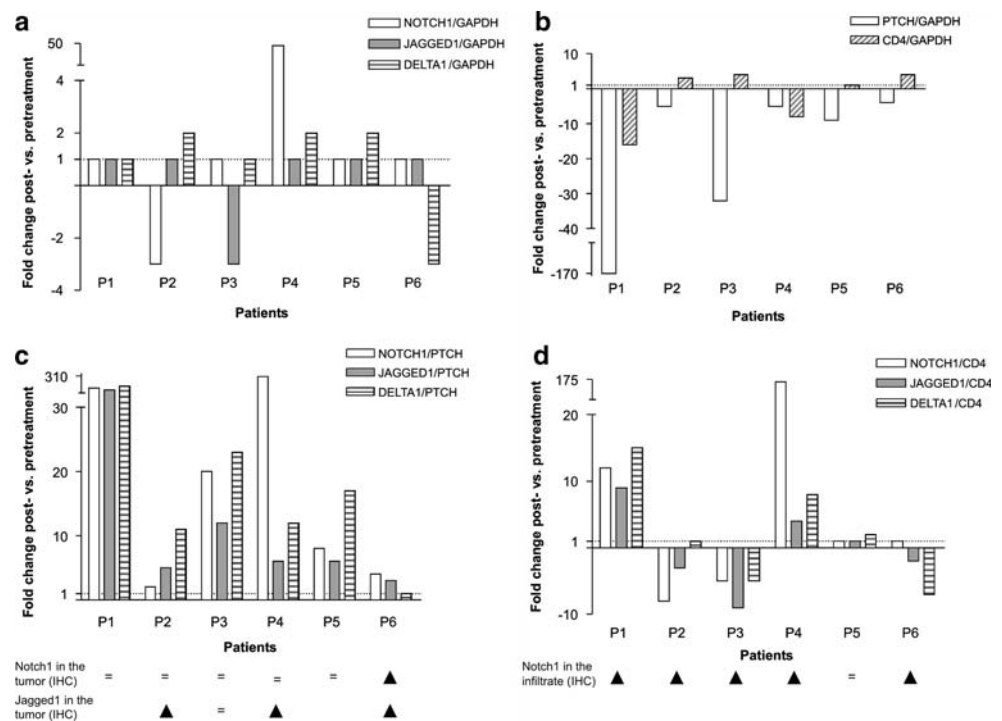 a
Fold change post- vs. pretreatment
50
4
2
1
-2
-4
NOTCH1/GAPDH
JAGGED1/GAPDH
DELTA1/GAPDH
P1 P2 P3 P4 P5 P6
Patients
b
Fold change post- vs. pretreatment
10
1
-10
-20
-30
-40
-170
PTCH/GAPDH
CD4/GAPDH
P1 P2 P3 P4 P5 P6
Patients
c
Fold change post- vs. pretreatment
310
30
20
10
1
NOTCH1/PTCH
JAGGED1/PTCH
DELTA1/PTCH
P1 P2 P3 P4 P5 P6
Patients
Notch1 in the
tumor (IHC) = = = = = ▲
Jagged1 in the
tumor (IHC) ▲ = ▲ ▲
d
Fold change post- vs. pretreatment
175
20
10
1
-10
NOTCH1/CD4
JAGGED1/CD4
DELTA1/CD4
P1 P2 P3 P4 P5 P6
Patients
Notch1 in the
infiltrate (IHC) ▲ ▲ ▲ ▲ = ▲